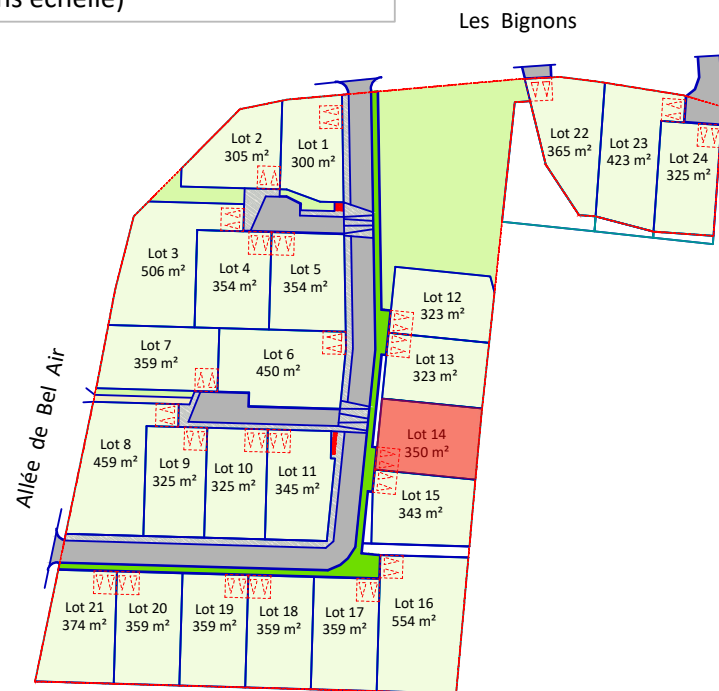 ns échelle)
Les Bignons
Lot 2
305 m²
Lot 1
300 m²
Lot 22
365 m²
Lot 23
423 m²
Lot 24
325 m²
Lot 3
506 m²
Lot 4
354 m²
Lot 5
354 m²
Lot 12
323 m²
Lot 7
359 m²
Lot 6
450 m²
Lot 13
323 m²
Allée de Bel Air
Lot 8
459 m²
Lot 9
325 m²
Lot 10
325 m²
Lot 11
345 m²
Lot 14
350 m²
Lot 15
343 m²
Lot 21
374 m²
Lot 20
359 m²
Lot 19
359 m²
Lot 18
359 m²
Lot 17
359 m²
Lot 16
554 m²